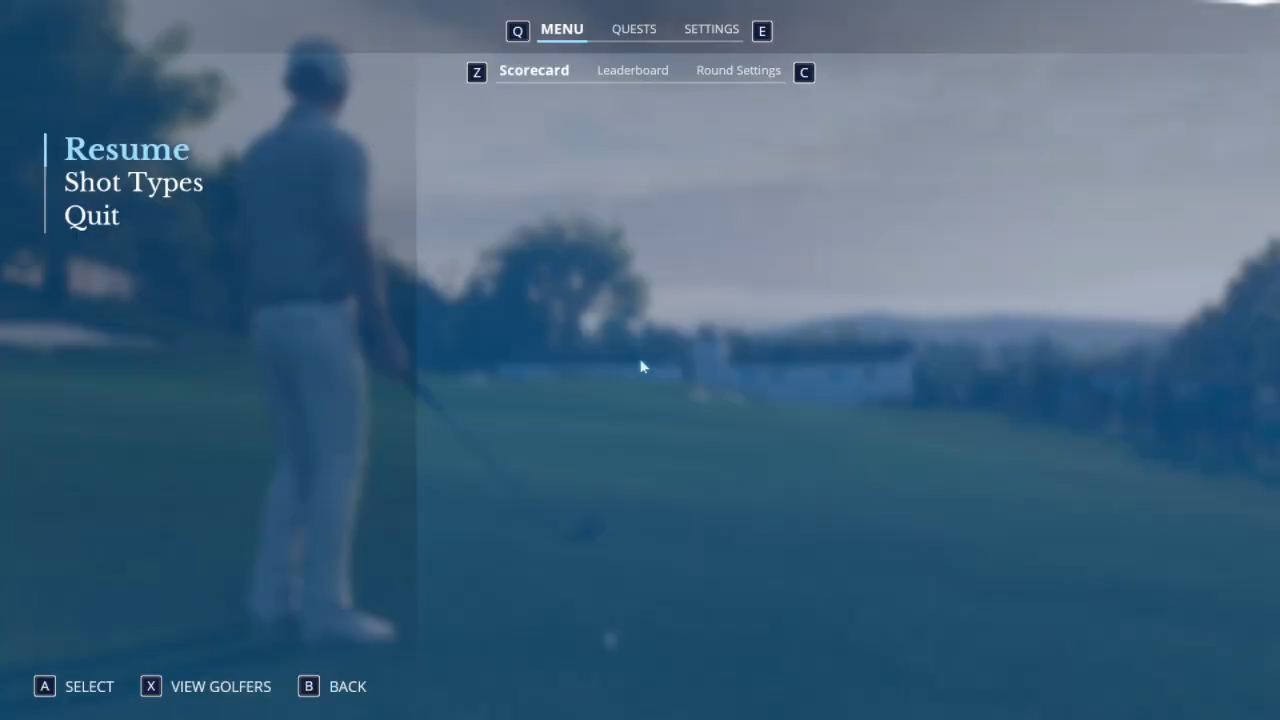 Q MENU QUESTS SETTINGS E
Z Scorecard Leaderboard Round Settings C
Resume
Shot Types
Quit
A SELECT X VIEW GOLFERS B BACK